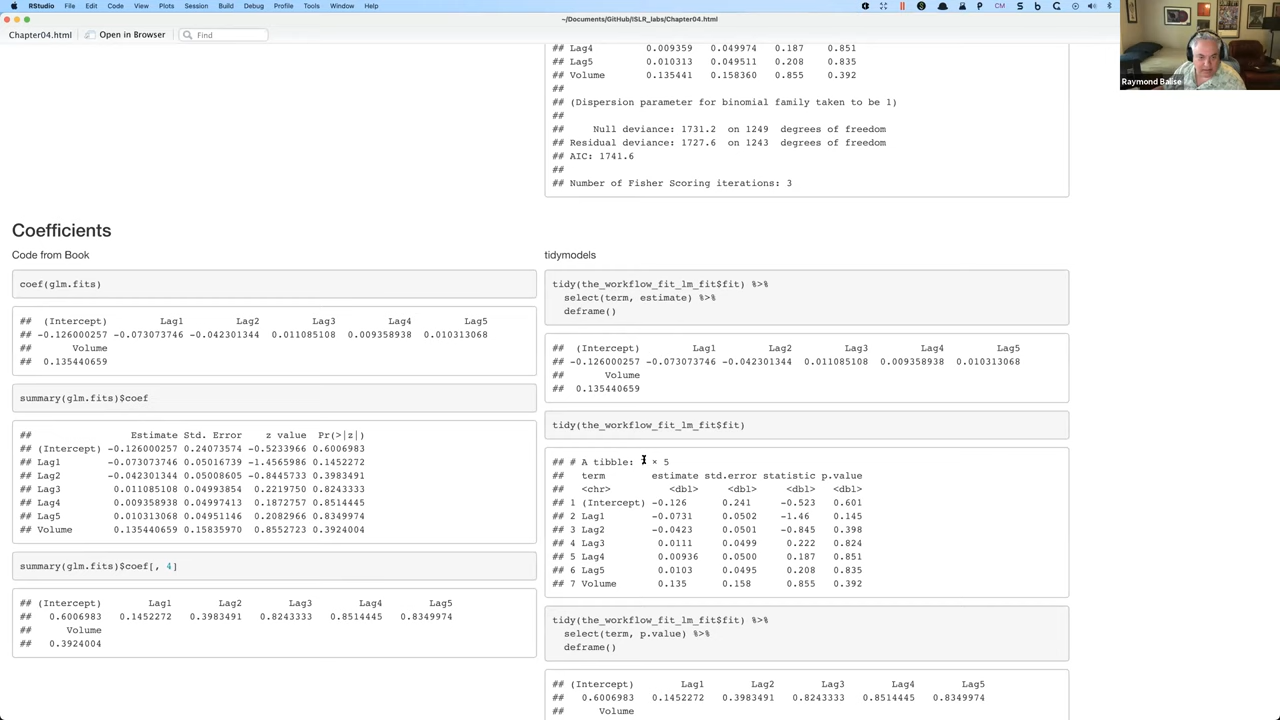 RStudio File Edit Code View Plots Session Build Debug Profile Tools Window Help
~/Documents/GitHub/ISLR_labs/Chapter04.html
Chapter04.html Open in Browser Find
Raymond Balise
## Lag4 0.009359 0.049974 0.187 0.851
## Lag5 0.010313 0.049511 0.208 0.835
## Volume 0.135441 0.158360 0.855 0.392
##
## (Dispersion parameter for binomial family taken to be 1)
##
## Null deviance: 1731.2 on 1249 degrees of freedom
## Residual deviance: 1727.6 on 1243 degrees of freedom
## AIC: 1741.6
##
## Number of Fisher Scoring iterations: 3
Coefficients
Code from Book
coef(glm.fits)
## (Intercept) Lag1 Lag2 Lag3 Lag4 Lag5
## -0.126000257 -0.073073746 -0.042301344 0.011085108 0.009358938 0.010313068
## Volume
## 0.135440659
summary(glm.fits)$coef
## Estimate Std. Error z value Pr(>|z|)
## (Intercept) -0.126000257 0.24073574 -0.5233966 0.6006983
## Lag1 -0.073073746 0.05016739 -1.4565986 0.1452272
## Lag2 -0.042301344 0.05008605 -0.8445733 0.3983491
## Lag3 0.011085108 0.04993854 0.2219750 0.8243333
## Lag4 0.009358938 0.04997413 0.1872757 0.8514445
## Lag5 0.010313068 0.04951146 0.2082966 0.8349974
## Volume 0.135440659 0.15835970 0.8552723 0.3924004
summary(glm.fits)$coef[, 4]
## (Intercept) Lag1 Lag2 Lag3 Lag4 Lag5
## 0.6006983 0.1452272 0.3983491 0.8243333 0.8514445 0.8349974
## Volume
## 0.3924004
tidymodels
tidy(the_workflow_fit_lm_fit$fit) %>%
select(term, estimate) %>%
deframe()
## (Intercept) Lag1 Lag2 Lag3 Lag4 Lag5
## -0.126000257 -0.073073746 -0.042301344 0.011085108 0.009358938 0.010313068
## Volume
## 0.135440659
tidy(the_workflow_fit_lm_fit$fit)
## # A tibble: × 5
## term estimate std.error statistic p.value
## <chr> <dbl> <dbl> <dbl> <dbl>
## 1 (Intercept) -0.126 0.241 -0.523 0.601
## 2 Lag1 -0.0731 0.0502 -1.46 0.145
## 3 Lag2 -0.0423 0.0501 -0.845 0.398
## 4 Lag3 0.0111 0.0499 0.222 0.824
## 5 Lag4 0.00936 0.0500 0.187 0.851
## 6 Lag5 0.0103 0.0495 0.208 0.835
## 7 Volume 0.135 0.158 0.855 0.392
tidy(the_workflow_fit_lm_fit$fit) %>%
select(term, p.value) %>%
deframe()
## (Intercept) Lag1 Lag2 Lag3 Lag4 Lag5
## 0.6006983 0.1452272 0.3983491 0.8243333 0.8514445 0.8349974
## Volume